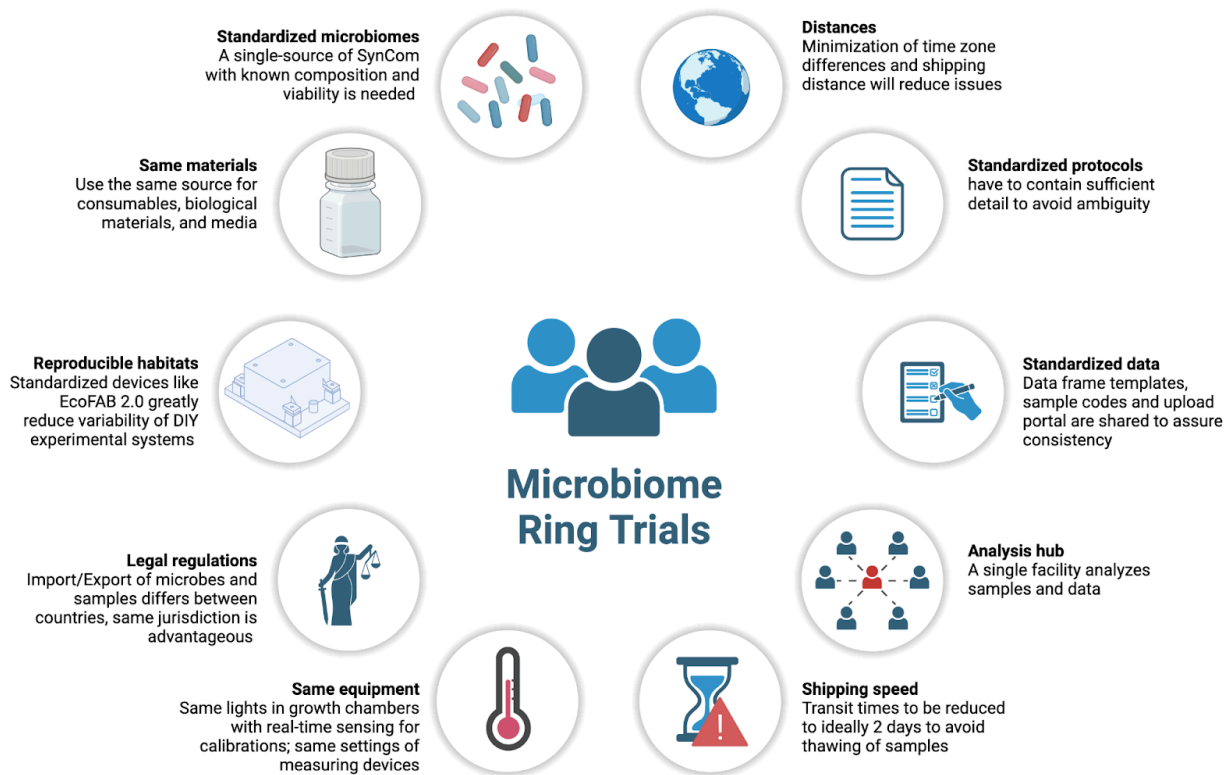 Standardized microbiomes
A single-source of SynCom
with known composition and
viability is needed
Distances
Minimization of time zone
differences and shipping
distance will reduce issues
Same materials
Use the same source for
consumables, biological
materials, and media
Standardized protocols
have to contain sufficient
detail to avoid ambiguity
Reproducible habitats
Standardized devices like
EcoFAB 2.0 greatly
reduce variability of DIY
experimental systems
Microbiome
Ring Trials
Standardized data
Data frame templates,
sample codes and upload
portal are shared to assure
consistency
Legal regulations
Import/Export of microbes and
samples differs between
countries, same jurisdiction is
advantageous
Analysis hub
A single facility analyzes
samples and data
Same equipment
Same lights in growth chambers
with real-time sensing for
calibrations; same settings of
measuring devices
Shipping speed
Transit times to be reduced
to ideally 2 days to avoid
thawing of samples